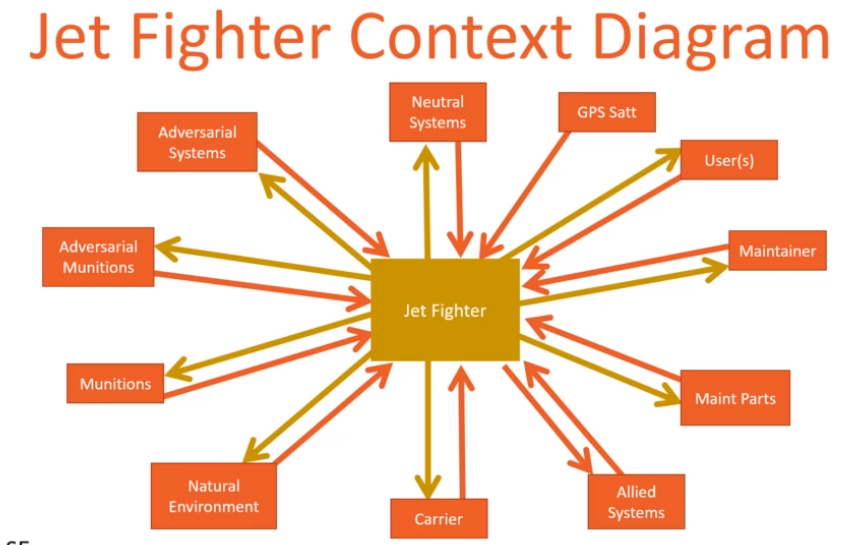 Jet Fighter Context Diagram
Neutral
Systems
GPS Satt
Adversarial
Systems
User(s)
Adversarial
Munitions
Maintainer
Jet Fighter
Munitions
Maint Parts
Natural
Environment
Allied
Systems
Carrier